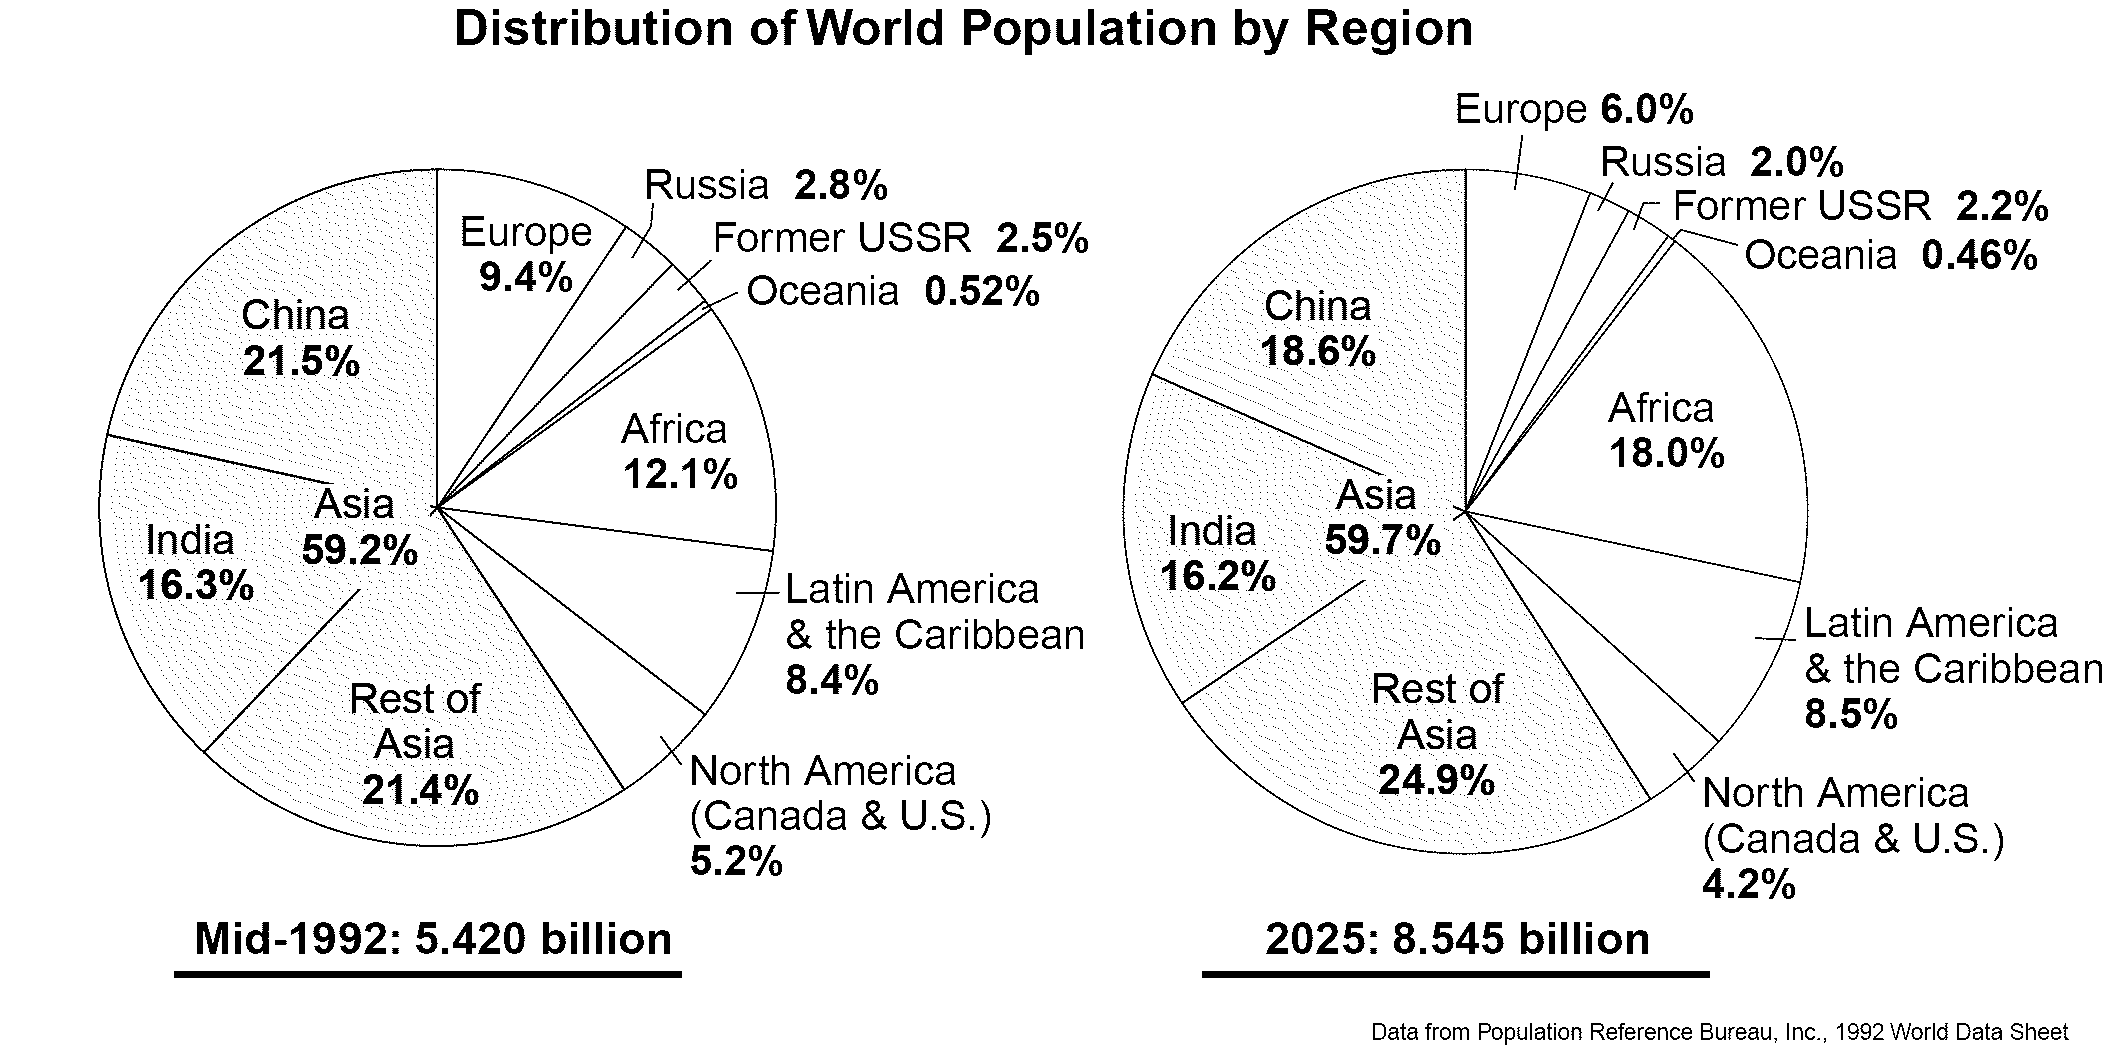 Distribution of World Population by Region
Russia 2.8%
Europe
9.4%
Former USSR 2.5%
Oceania 0.52%
China
21.5%
Africa
12.1%
Asia
59.2%
India
16.3%
Latin America
& the Caribbean
8.4%
Rest of
Asia
21.4%
North America
(Canada & U.S.)
5.2%
Mid-1992: 5.420 billion
Europe 6.0%
Russia 2.0%
Former USSR 2.2%
Oceania 0.46%
China
18.6%
Africa
18.0%
Asia
59.7%
India
16.2%
Latin America
& the Caribbean
8.5%
Rest of
Asia
24.9%
North America
(Canada & U.S.)
4.2%
2025: 8.545 billion
Data from Population Reference Bureau, Inc., 1992 World Data Sheet